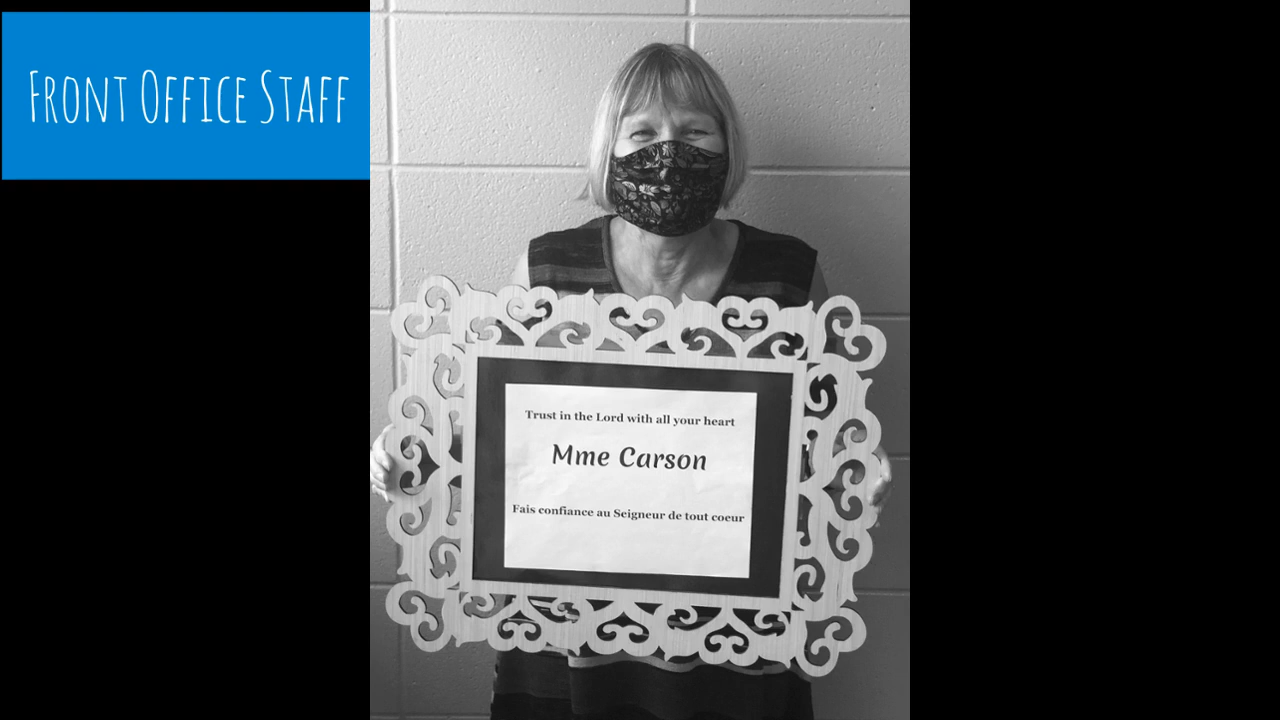 Front Office Staff
Trust in the Lord with all your heart
Mme Carson
Fais confiance au Seigneur de tout coeur